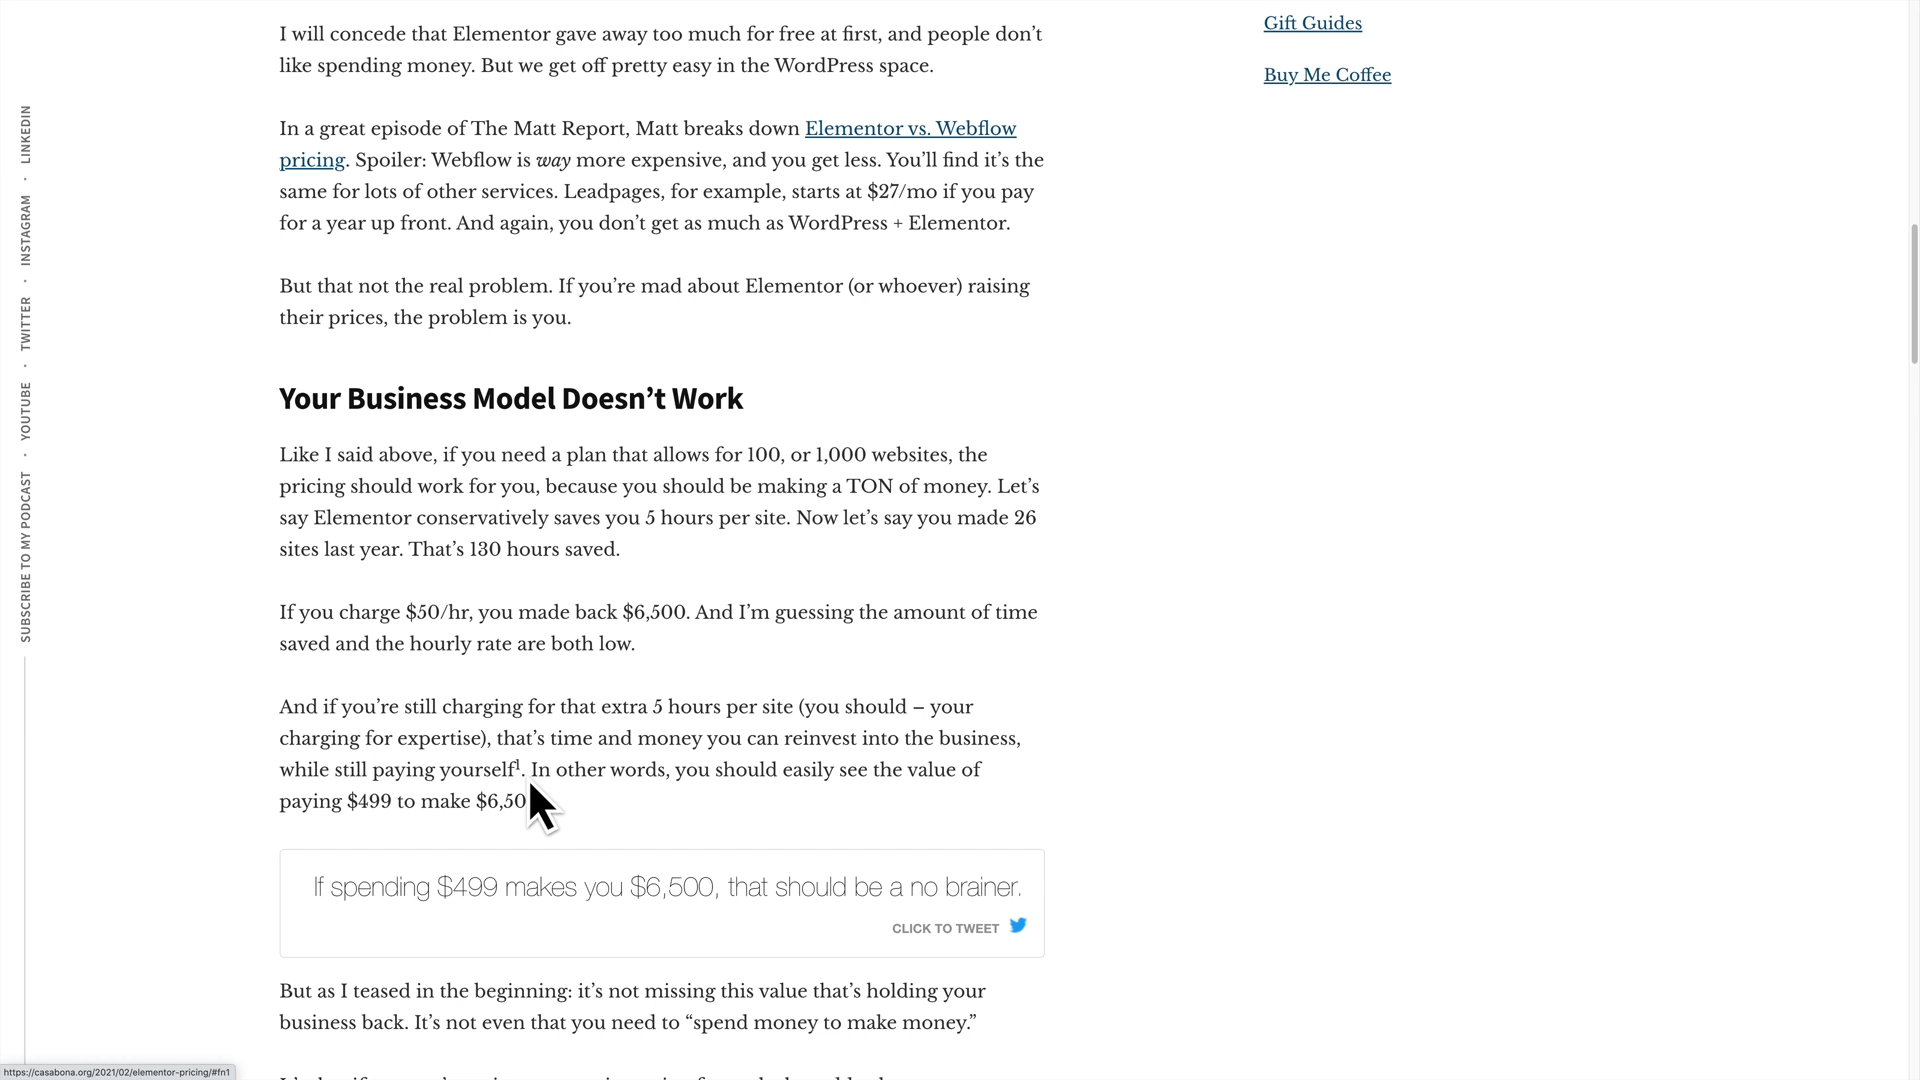 I will concede that Elementor gave away too much for free at first, and people don’t
like spending money. But we get off pretty easy in the WordPress space.
In a great episode of The Matt Report, Matt breaks down Elementor vs. Webflow
pricing. Spoiler: Webflow is way more expensive, and you get less. You’ll find it’s the
same for lots of other services. Leadpages, for example, starts at $27/mo if you pay
for a year up front. And again, you don’t get as much as WordPress + Elementor.
But that not the real problem. If you’re mad about Elementor (or whoever) raising
their prices, the problem is you.
Your Business Model Doesn’t Work
Like I said above, if you need a plan that allows for 100, or 1,000 websites, the
pricing should work for you, because you should be making a TON of money. Let’s
say Elementor conservatively saves you 5 hours per site. Now let’s say you made 26
sites last year. That’s 130 hours saved.
If you charge $50/hr, you made back $6,500. And I’m guessing the amount of time
saved and the hourly rate are both low.
And if you’re still charging for that extra 5 hours per site (you should – your
charging for expertise), that’s time and money you can reinvest into the business,
while still paying yourself¹. In other words, you should easily see the value of
paying $499 to make $6,50
If spending $499 makes you $6,500, that should be a no brainer.
CLICK TO TWEET
But as I teased in the beginning: it’s not missing this value that’s holding your
business back. It’s not even that you need to “spend money to make money.”
Gift Guides
Buy Me Coffee
SUBSCRIBE TO MY PODCAST · YOUTUBE · TWITTER · INSTAGRAM · LINKEDIN
https://casabona.org/2021/02/elementor-pricing/#fn1